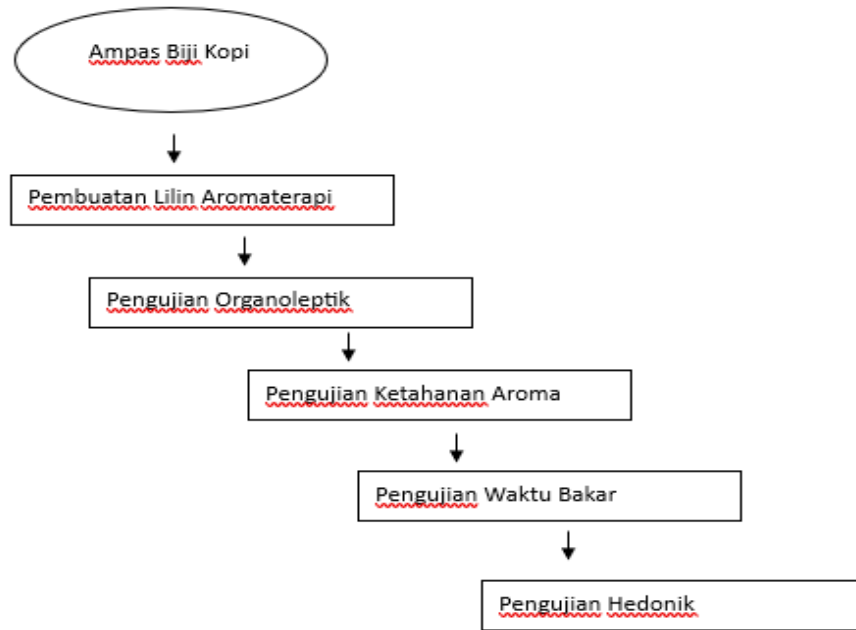 Ampas Biji Kopi
Pembuatan Lilin Aromaterapi
Pengujian Organoleptik
Pengujian Ketahanan Aroma
Pengujian Waktu Bakar
Pengujian Hedonik